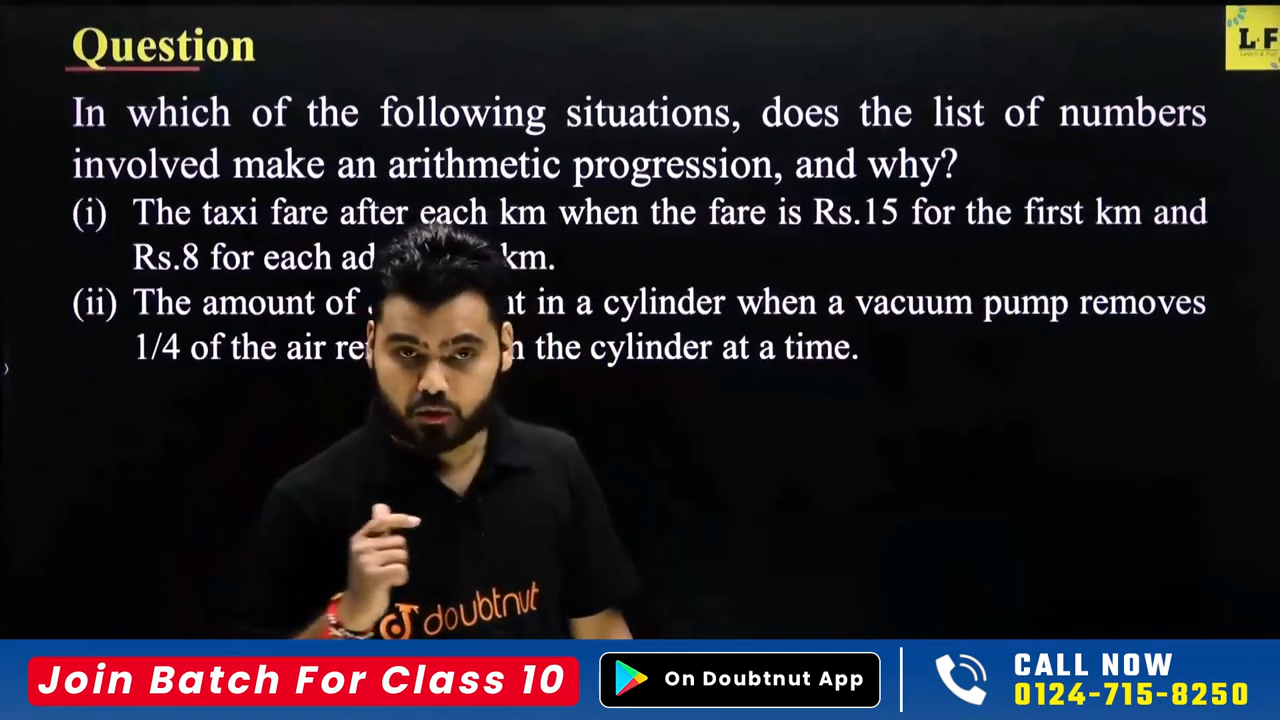 Question
L F
In which of the following situations, does the list of numbers
involved make an arithmetic progression, and why?
(i) The taxi fare after each km when the fare is Rs.15 for the first km and
Rs.8 for each km.
(ii) The amount of in a cylinder when a vacuum pump removes
1/4 of the air the cylinder at a time.
doubtnut
Join Batch For Class 10
On Doubtnut App
CALL NOW
0124-715-8250